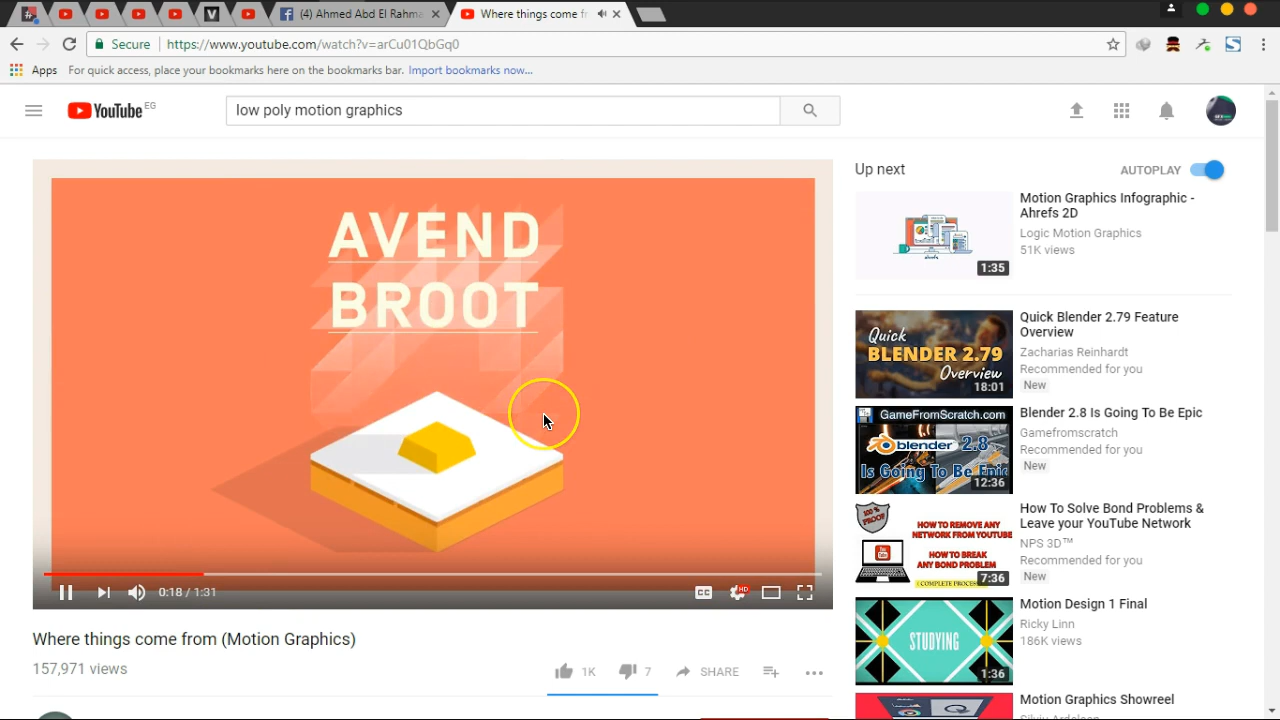 (4) Ahmed Abd El Rahma
Where things come fr
Secure
https://www.youtube.com/watch?v=arCu01QbGq0
Apps
For quick access, place your bookmarks here on the bookmarks bar. Import bookmarks now...
YouTube EG
low poly motion graphics
AVEND
BROOT
0:18 / 1:31
CC
HD
Where things come from (Motion Graphics)
157,971 views
1K
7
SHARE
Up next
AUTOPLAY
1:35
Motion Graphics Infographic -
Ahrefs 2D
Logic Motion Graphics
51K views
Quick
BLENDER 2.79
Overview
18:01
Quick Blender 2.79 Feature
Overview
Zacharias Reinhardt
Recommended for you
New
GameFromScratch.com
blender 2.8
Is Going To Be Epic
12:36
Blender 2.8 Is Going To Be Epic
Gamefromscratch
Recommended for you
New
100 %
PROOF
HOW TO REMOVE ANY
NETWORK FROM YOUTUBE
HOW TO BREAK
ANY BOND PROBLEM
7:36
How To Solve Bond Problems &
Leave your YouTube Network
NPS 3D™
Recommended for you
New
STUDYING
1:36
Motion Design 1 Final
Ricky Linn
186K views
Motion Graphics Showreel